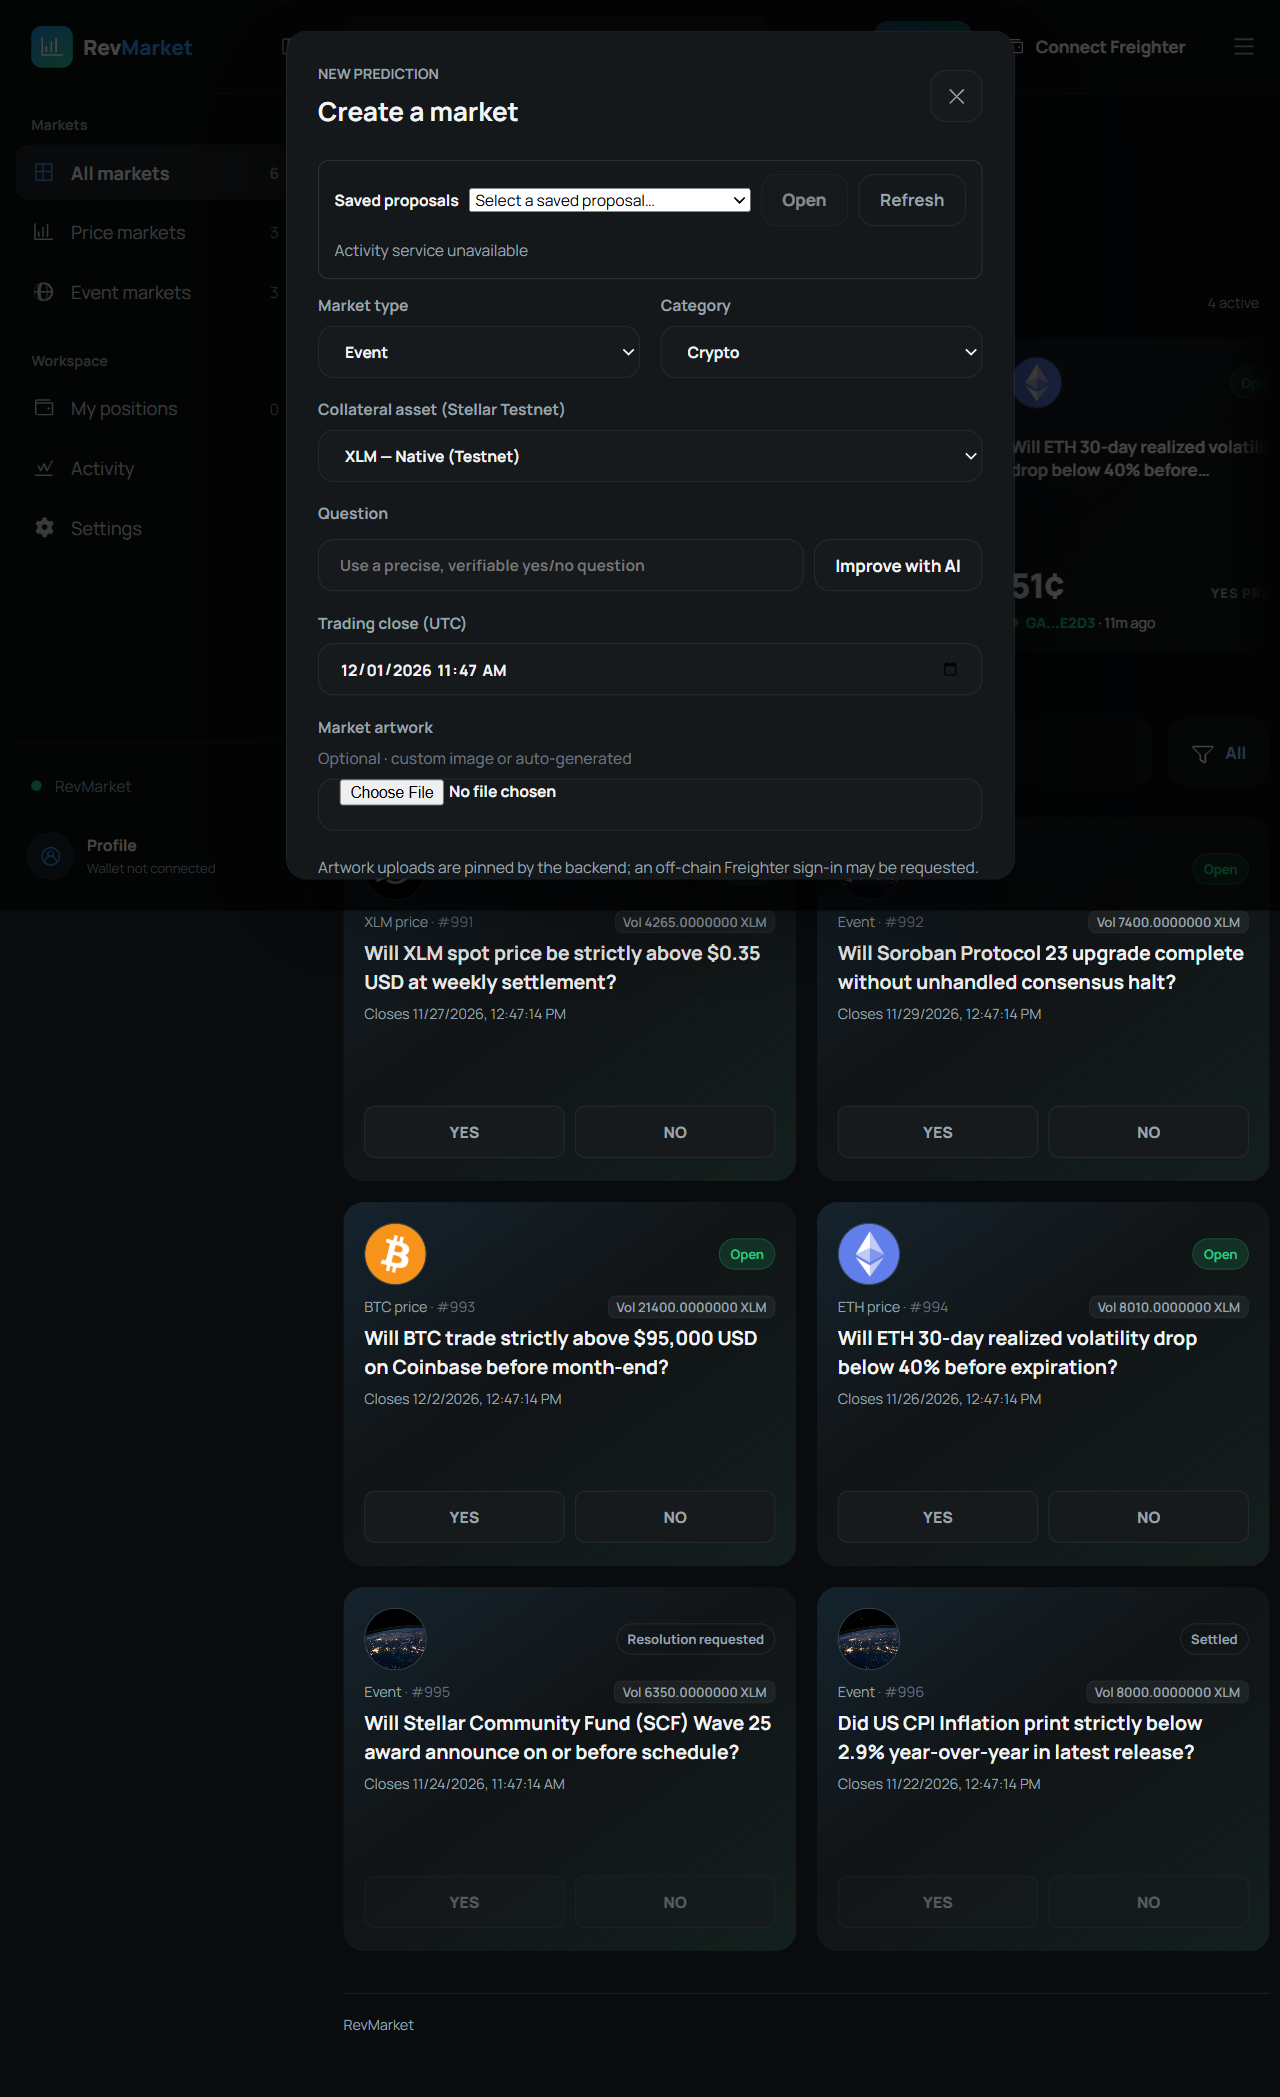 RevMarket
Connect Freighter
Markets
All markets 6
Price markets 3
Event markets 3
Workspace
My positions 0
Activity
Settings
RevMarket
Profile
Wallet not connected
NEW PREDICTION
Create a market
Saved proposals Select a saved proposal... Open Refresh
Activity service unavailable
Market type Category
Event Crypto
Collateral asset (Stellar Testnet)
XLM — Native (Testnet)
Question
Use a precise, verifiable yes/no question Improve with AI
Trading close (UTC)
12/01/2026 11:47 AM
Market artwork
Optional · custom image or auto-generated
Choose File No file chosen
Artwork uploads are pinned by the backend; an off-chain Freighter sign-in may be requested.
4 active
Will ETH 30-day realized
drop below 40% before...
51¢
YES
GA...E2D3 · 11m ago
All
Open
XLM price · #991 Vol 4265.0000000 XLM
Will XLM spot price be strictly above $0.35
USD at weekly settlement?
Closes 11/27/2026, 12:47:14 PM
YES NO
Event · #992 Vol 7400.0000000 XLM
Will Soroban Protocol 23 upgrade complete
without unhandled consensus halt?
Closes 11/29/2026, 12:47:14 PM
YES NO
Open
BTC price · #993 Vol 21400.0000000 XLM
Will BTC trade strictly above $95,000 USD
on Coinbase before month-end?
Closes 12/2/2026, 12:47:14 PM
YES NO
Open
ETH price · #994 Vol 8010.0000000 XLM
Will ETH 30-day realized volatility drop
below 40% before expiration?
Closes 11/26/2026, 12:47:14 PM
YES NO
Resolution requested
Event · #995 Vol 6350.0000000 XLM
Will Stellar Community Fund (SCF) Wave 25
award announce on or before schedule?
Closes 11/24/2026, 11:47:14 AM
YES NO
Settled
Event · #996 Vol 8000.0000000 XLM
Did US CPI Inflation print strictly below
2.9% year-over-year in latest release?
Closes 11/22/2026, 12:47:14 PM
YES NO
RevMarket